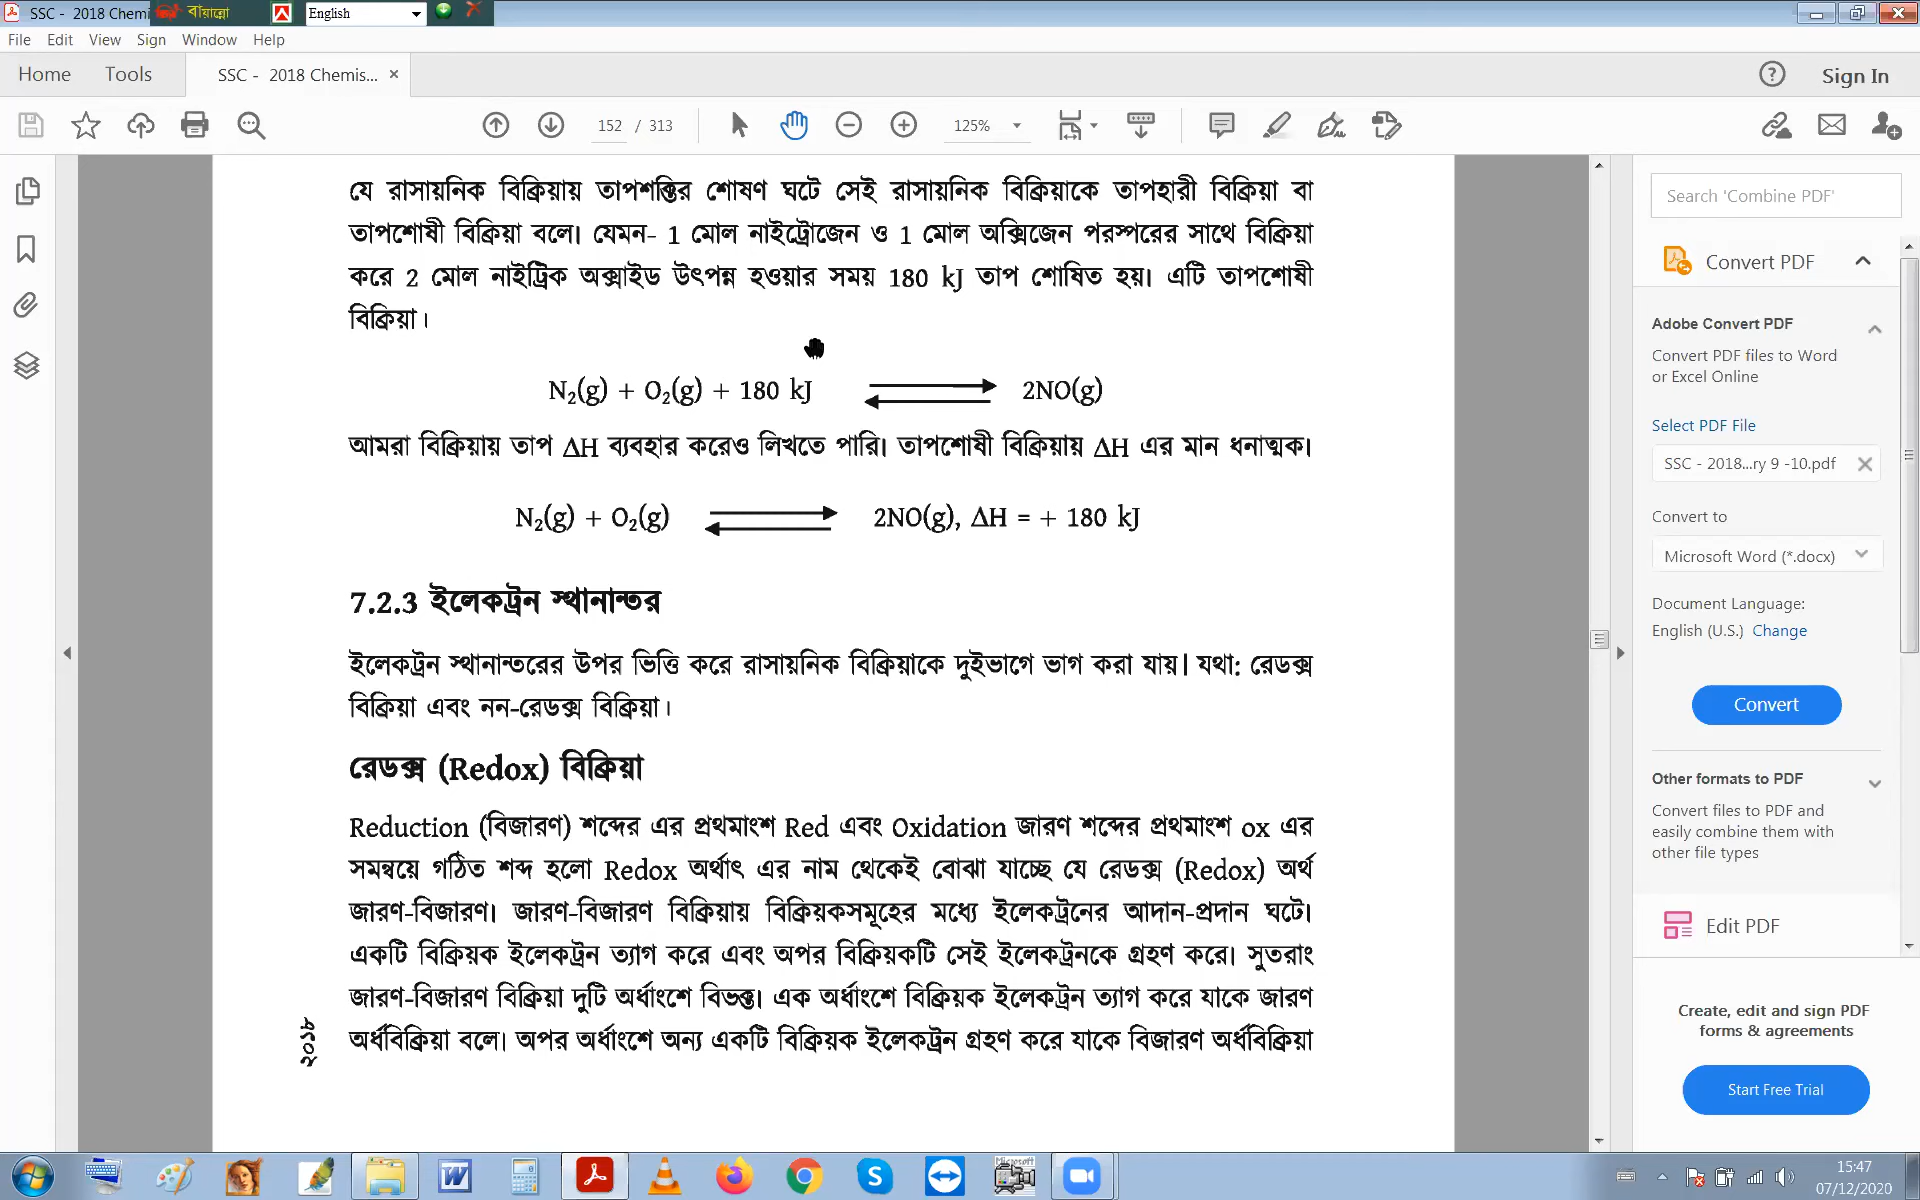 SSC - 2018 Chemi
বায়ান্নো
English
File Edit View Sign Window Help
Home Tools SSC - 2018 Chemis... × Sign In
152 / 313 125%
যে রাসায়নিক বিক্রিয়ায় তাপশক্তির শোষণ ঘটে সেই রাসায়নিক বিক্রিয়াকে তাপহারী বিক্রিয়া বা
তাপশোষী বিক্রিয়া বলে। যেমন- 1 মোল নাইট্রোজেন ও 1 মোল অক্সিজেন পরস্পরের সাথে বিক্রিয়া
করে 2 মোল নাইট্রিক অক্সাইড উৎপন্ন হওয়ার সময় 180 kJ তাপ শোষিত হয়। এটি তাপশোষী
বিক্রিয়া।
N₂(g) + O₂(g) + 180 kJ ⇌ 2NO(g)
আমরা বিক্রিয়ায় তাপ ΔH ব্যবহার করেও লিখতে পারি। তাপশোষী বিক্রিয়ায় ΔH এর মান ধনাত্মক।
N₂(g) + O₂(g) ⇌ 2NO(g), ΔH = + 180 kJ
7.2.3 ইলেকট্রন স্থানান্তর
ইলেকট্রন স্থানান্তরের উপর ভিত্তি করে রাসায়নিক বিক্রিয়াকে দুইভাগে ভাগ করা যায়। যথা: রেডক্স
বিক্রিয়া এবং নন-রেডক্স বিক্রিয়া।
রেডক্স (Redox) বিক্রিয়া
Reduction (বিজারণ) শব্দের এর প্রথমাংশ Red এবং Oxidation জারণ শব্দের প্রথমাংশ ox এর
সমন্বয়ে গঠিত শব্দ হলো Redox অর্থাৎ এর নাম থেকেই বোঝা যাচ্ছে যে রেডক্স (Redox) অর্থ
জারণ-বিজারণ। জারণ-বিজারণ বিক্রিয়ায় বিক্রিয়কসমূহের মধ্যে ইলেকট্রনের আদান-প্রদান ঘটে।
একটি বিক্রিয়ক ইলেকট্রন ত্যাগ করে এবং অপর বিক্রিয়কটি সেই ইলেকট্রনকে গ্রহণ করে। সুতরাং
জারণ-বিজারণ বিক্রিয়া দুটি অর্ধাংশে বিভক্ত। এক অর্ধাংশে বিক্রিয়ক ইলেকট্রন ত্যাগ করে যাকে জারণ
অর্ধবিক্রিয়া বলে। অপর অর্ধাংশে অন্য একটি বিক্রিয়ক ইলেকট্রন গ্রহণ করে যাকে বিজারণ অর্ধবিক্রিয়া
২০১৮
Search 'Combine PDF'
Convert PDF
Adobe Convert PDF
Convert PDF files to Word
or Excel Online
Select PDF File
SSC - 2018...ry 9 -10.pdf
Convert to
Microsoft Word (*.docx)
Document Language:
English (U.S.) Change
Convert
Other formats to PDF
Convert files to PDF and
easily combine them with
other file types
Edit PDF
Create, edit and sign PDF
forms & agreements
Start Free Trial
Microsoft
15:47
07/12/2020